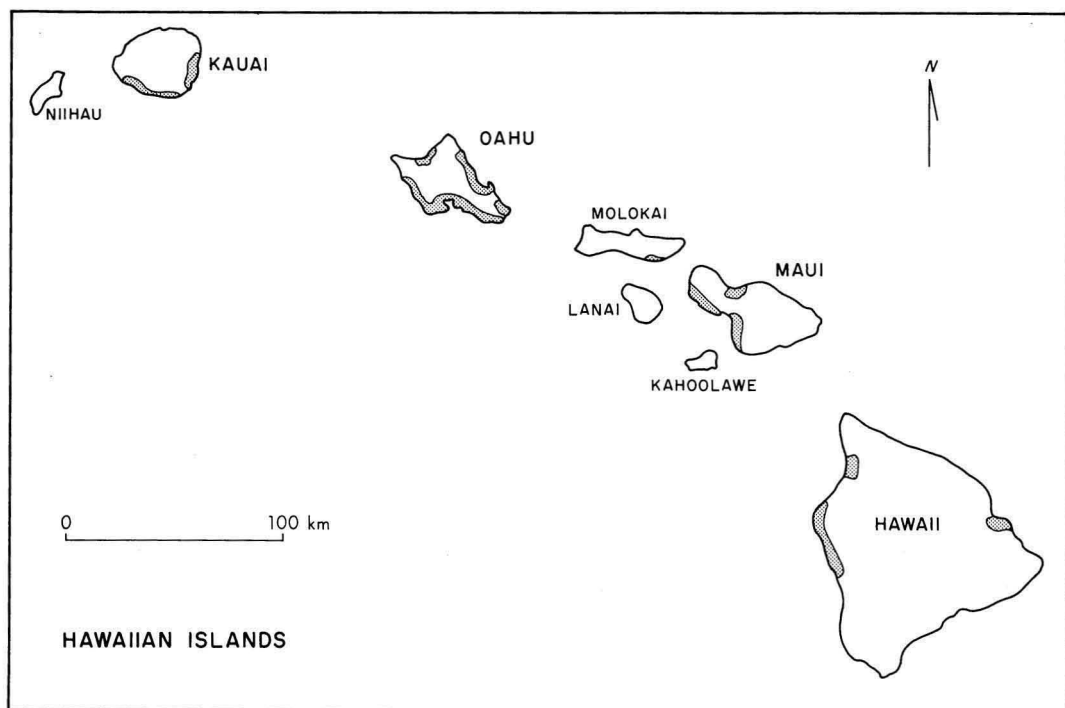 KAUAI
NIIHAU
N
OAHU
MOLOKAI
MAUI
LANAI
KAHOOLAWE
HAWAII
0 100 km
HAWAIIAN ISLANDS